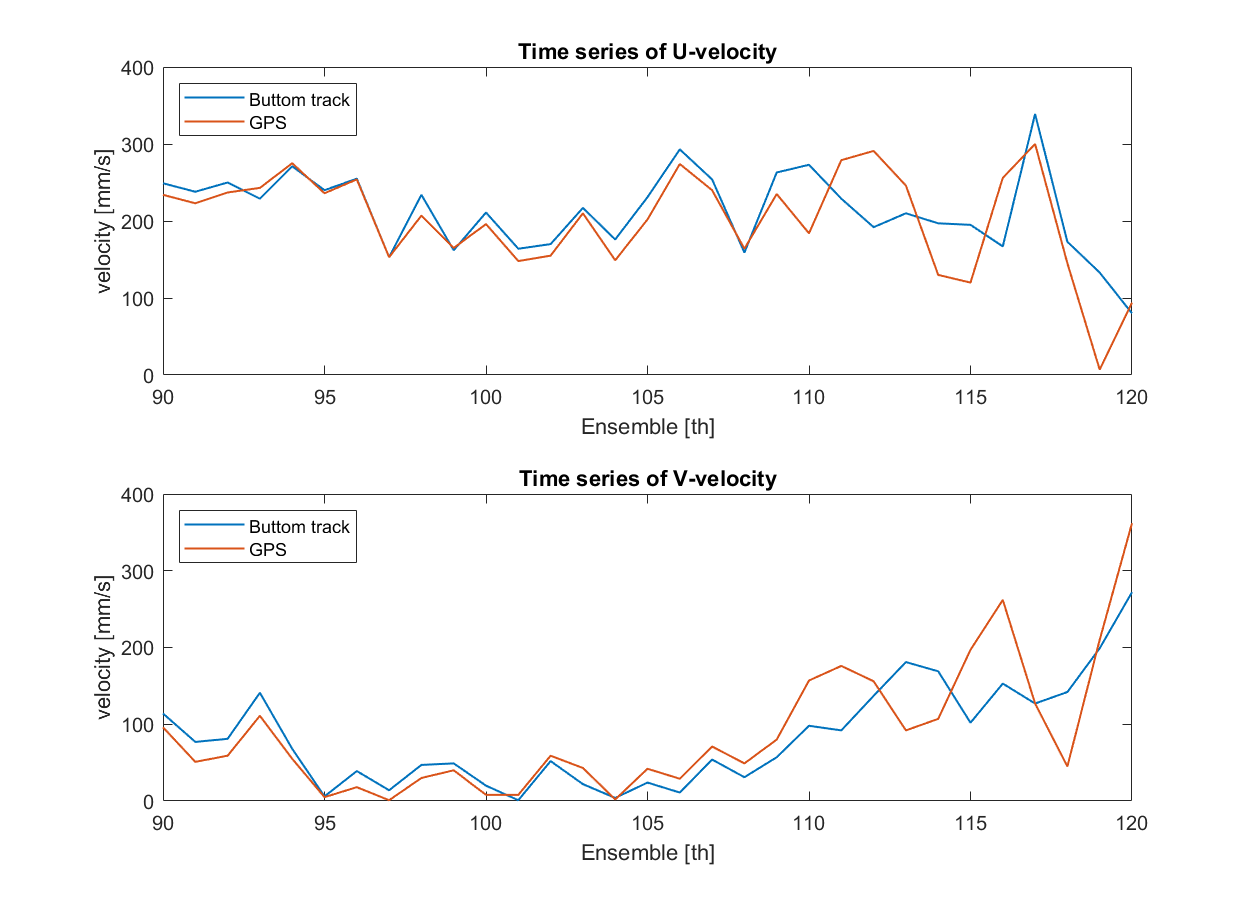 Time series of U-velocity
400
300
200
100
0
velocity [mm/s]
Buttom track
GPS
90 95 100 105 110 115 120
Ensemble [th]
Time series of V-velocity
400
300
200
100
0
velocity [mm/s]
Buttom track
GPS
90 95 100 105 110 115 120
Ensemble [th]